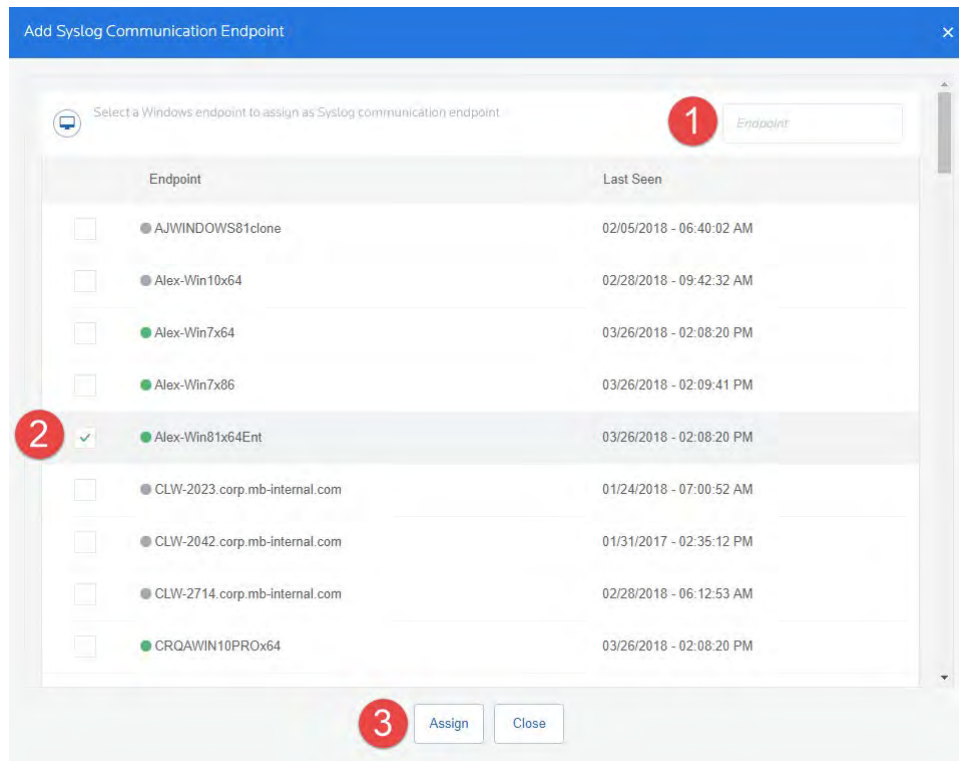 Add Syslog Communication Endpoint ×
Select a Windows endpoint to assign as Syslog communication endpoint 1 Endpoint
Endpoint Last Seen
AJWINDOWS81clone 02/05/2018 - 06:40:02 AM
Alex-Win10x64 02/28/2018 - 09:42:32 AM
Alex-Win7x64 03/26/2018 - 02:08:20 PM
Alex-Win7x86 03/26/2018 - 02:09:41 PM
2 Alex-Win81x64Ent 03/26/2018 - 02:08:20 PM
CLW-2023.corp.mb-internal.com 01/24/2018 - 07:00:52 AM
CLW-2042.corp.mb-internal.com 01/31/2017 - 02:35:12 PM
CLW-2714.corp.mb-internal.com 02/28/2018 - 06:12:53 AM
CRQAWIN10PROx64 03/26/2018 - 02:08:20 PM
3 Assign Close